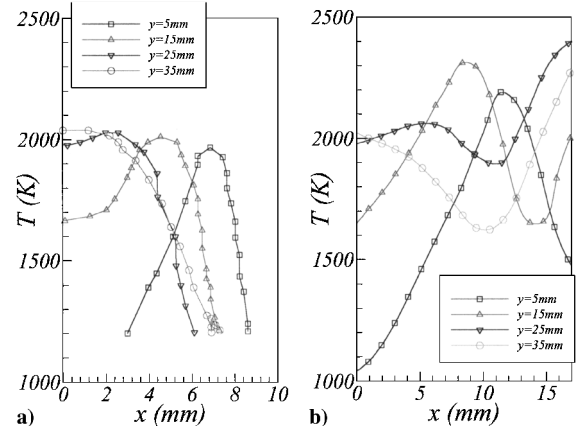 y=5mm
y=15mm
y=25mm
y=35mm
2500
2000
1500
1000
T (K)
0 2 4 6 8 10
x (mm)
a)
2500
2000
1500
1000
T (K)
y=5mm
y=15mm
y=25mm
y=35mm
0 5 10 15
x (mm)
b)